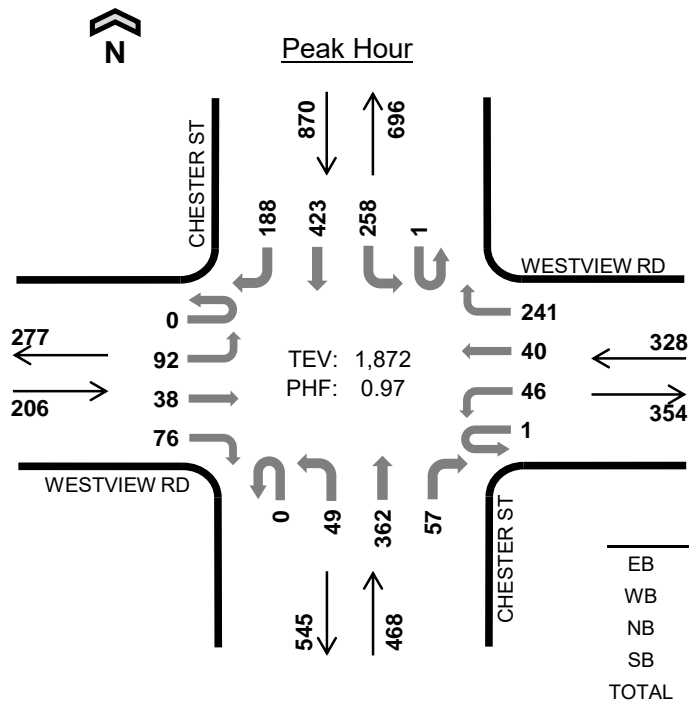 N
Peak Hour
870
696
CHESTER ST
188
423
258
1
WESTVIEW RD
0
241
277
92
TEV: 1,872
40
328
206
38
PHF: 0.97
46
354
76
1
WESTVIEW RD
0
49
362
57
CHESTER ST
545
468
EB
WB
NB
SB
TOTAL